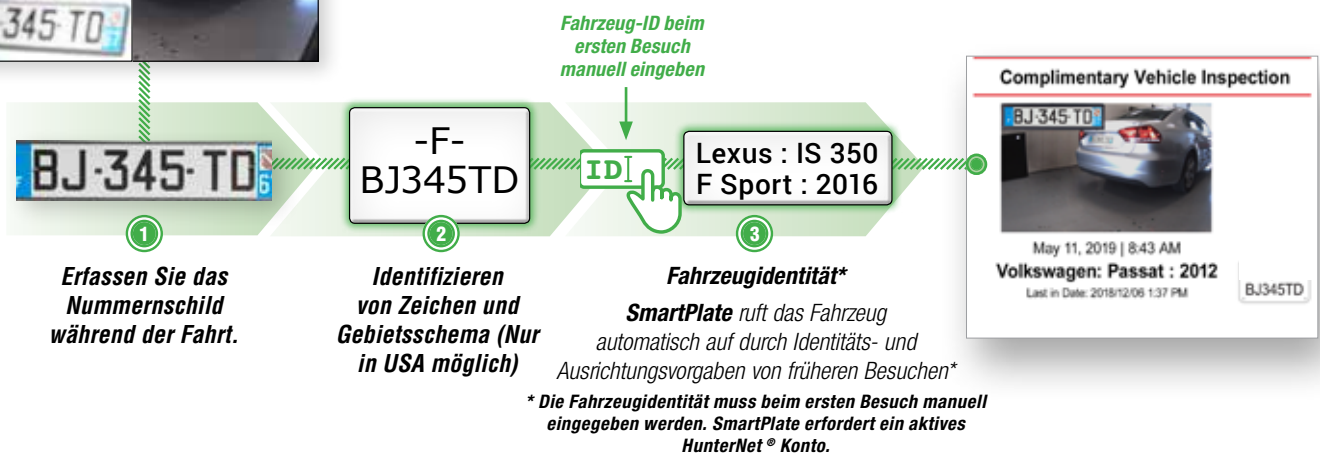 345 TD
Fahrzeug-ID beim
ersten Besuch
manuell eingeben
BJ-345-TD
-F-
BJ345TD
ID
Lexus : IS 350
F Sport : 2016
1
Erfassen Sie das
Nummernschild
während der Fahrt.
2
Identifizieren
von Zeichen und
Gebietsschema (Nur
in USA möglich)
3
Fahrzeugidentität*
SmartPlate ruft das Fahrzeug
automatisch auf durch Identitäts- und
Ausrichtungsvorgaben von früheren Besuchen*
* Die Fahrzeugidentität muss beim ersten Besuch manuell
eingegeben werden. SmartPlate erfordert ein aktives
HunterNet ® Konto.
Complimentary Vehicle Inspection
BJ-345-TD
May 11, 2019 | 8:43 AM
Volkswagen: Passat : 2012
Last in Date: 2018/12/06 1:37 PM
BJ345TD